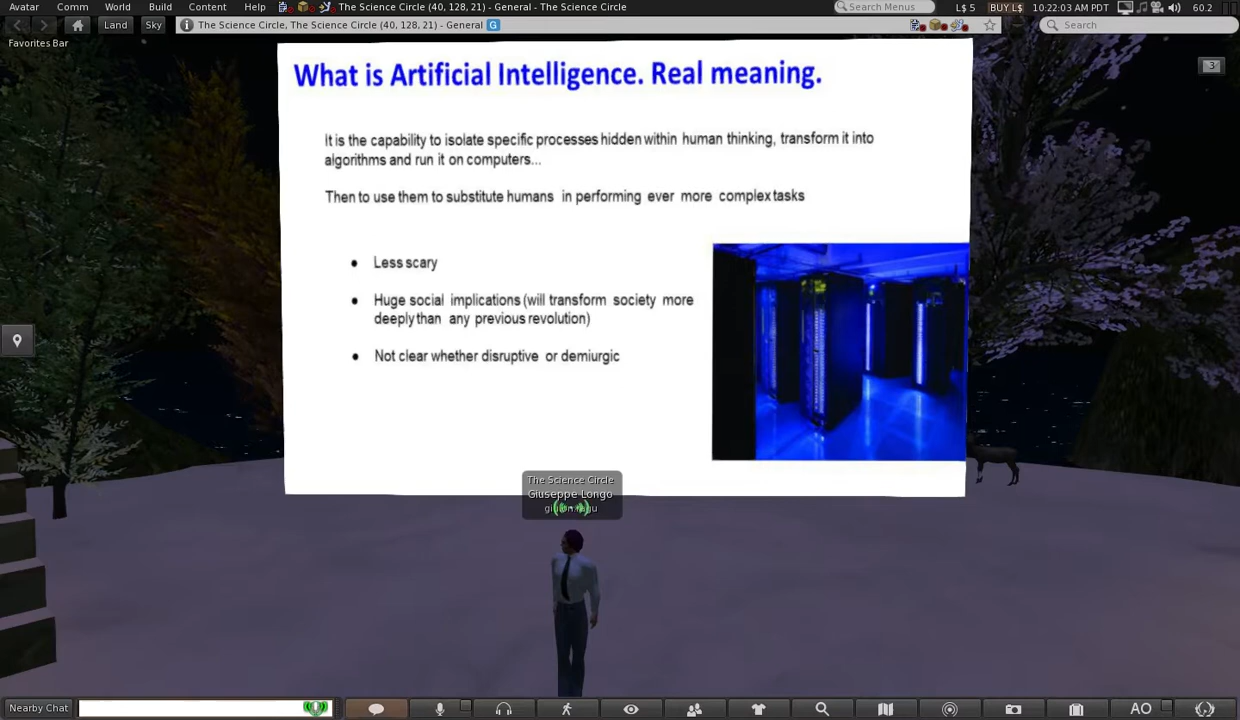 Avatar Comm World Build Content Help The Science Circle (40, 128, 21) - General - The Science Circle Search Menus L$ 5 BUY L$ 10:22:03 AM PDT 60.2
Land Sky The Science Circle, The Science Circle (40, 128, 21) - General G Search
Favorites Bar
3
What is Artificial Intelligence. Real meaning.
It is the capability to isolate specific processes hidden within human thinking, transform it into
algorithms and run it on computers...
Then to use them to substitute humans in performing ever more complex tasks
• Less scary
• Huge social implications (will transform society more
deeply than any previous revolution)
• Not clear whether disruptive or demiurgic
The Science Circle
Giuseppe Longo
Nearby Chat AO